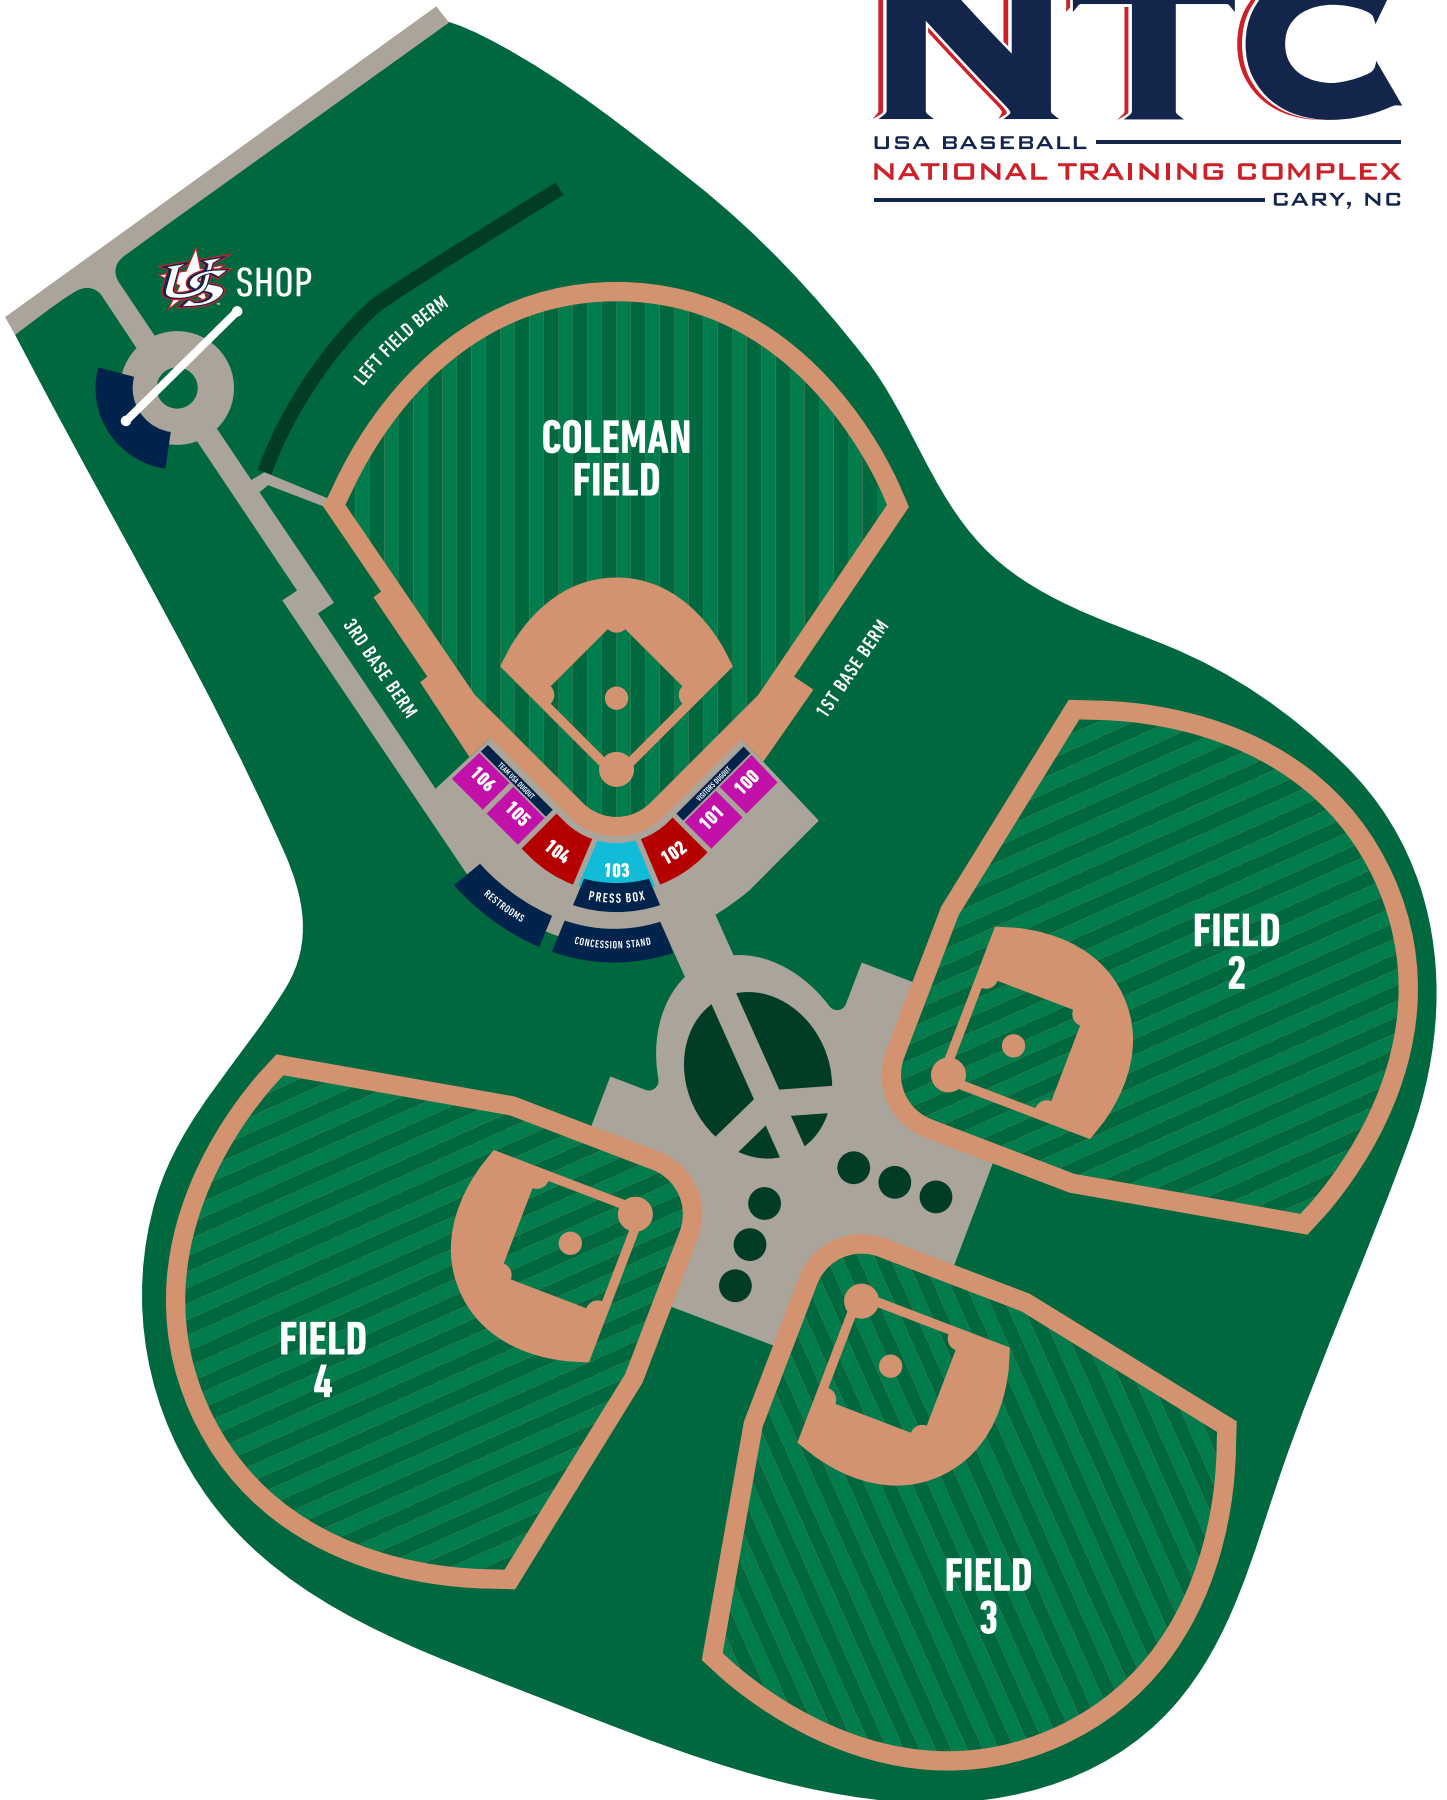 NTC
USA BASEBALL
NATIONAL TRAINING COMPLEX
CARY, NC
US SHOP
LEFT FIELD BERM
COLEMAN
FIELD
3RD BASE BERM
1ST BASE BERM
TEAM USA DUGOUT
VISITORS DUGOUT
106
105
104
103
102
101
100
PRESS BOX
RESTROOMS
CONCESSION STAND
FIELD
2
FIELD
4
FIELD
3